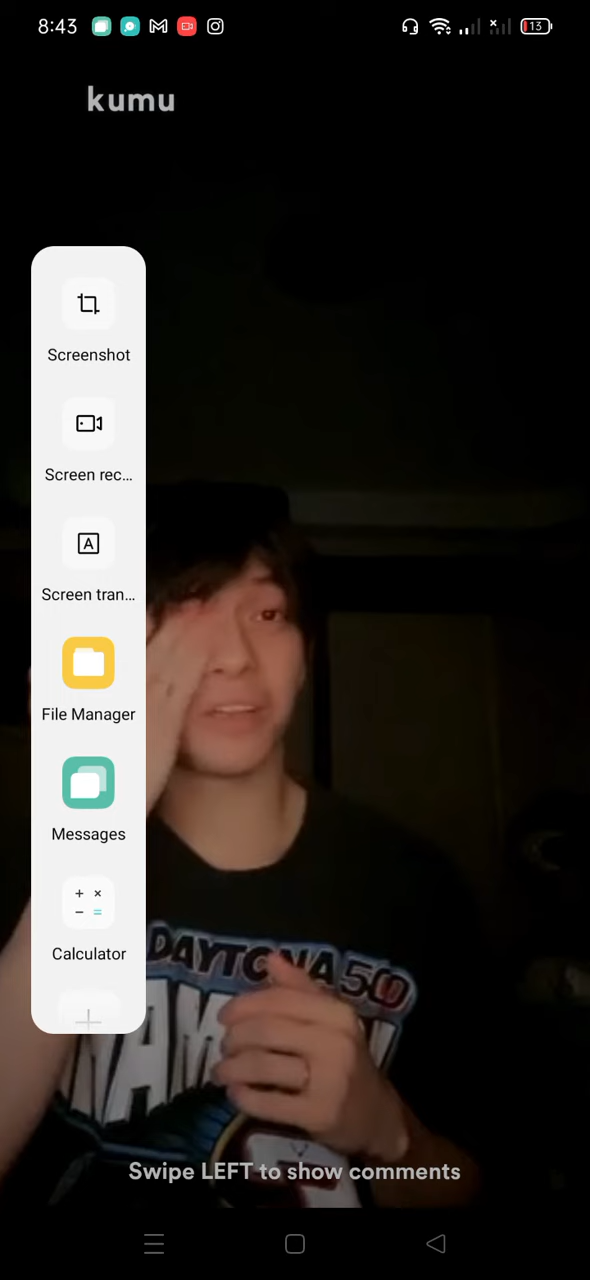 8:43
13
kumu
Screenshot
Screen rec...
A
Screen tran...
File Manager
Messages
+ ×
− =
Calculator
DAYTONA 500
Swipe LEFT to show comments